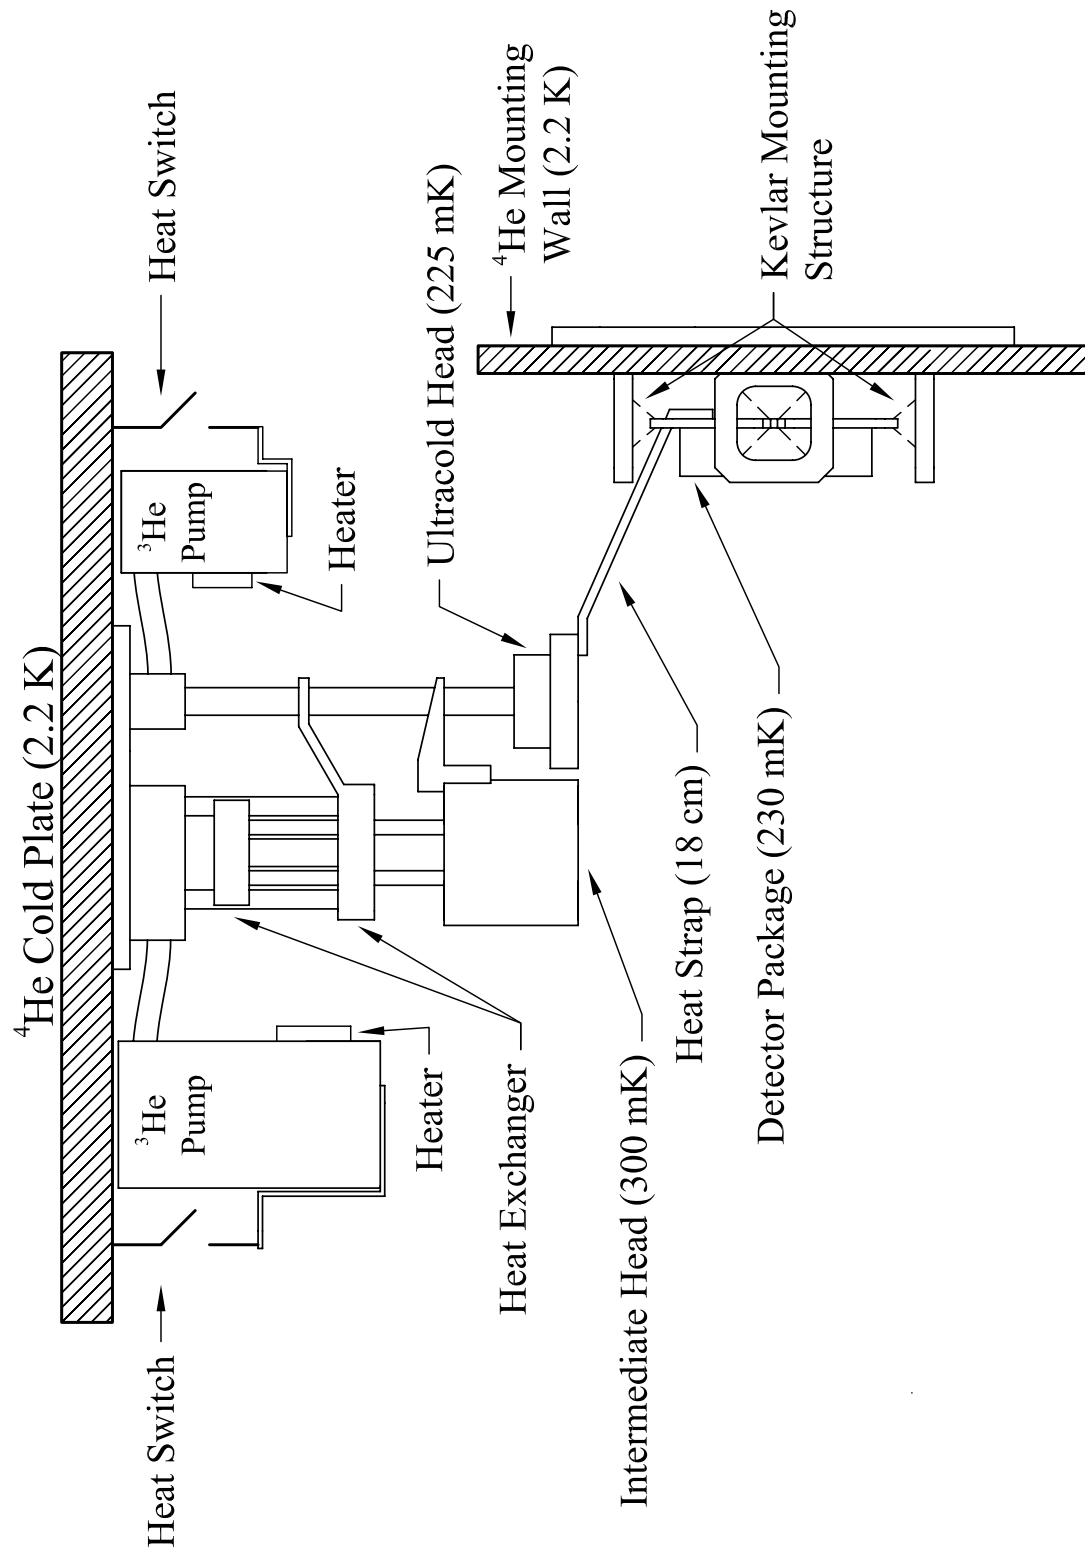 ⁴He Cold Plate (2.2 K)
Heat Switch
³He
Pump
Heater
Heat Exchanger
Intermediate Head (300 mK)
Heat Strap (18 cm)
Detector Package (230 mK)
³He
Pump
Heater
Heat Switch
Ultracold Head (225 mK)
⁴He Mounting
Wall (2.2 K)
Kevlar Mounting
Structure